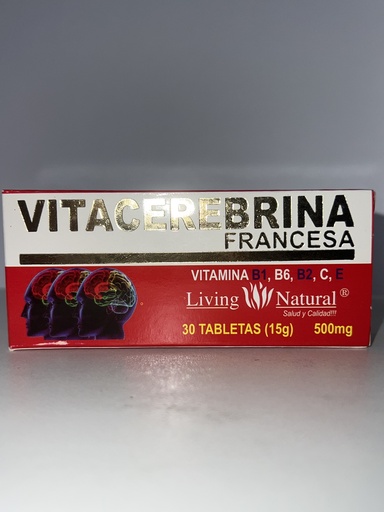 VITACEREBRINA
FRANCESA
VITAMINA B1, B6, B2, C, E
Living Natural ®
Salud y Calidad!!!
30 TABLETAS (15g) 500mg